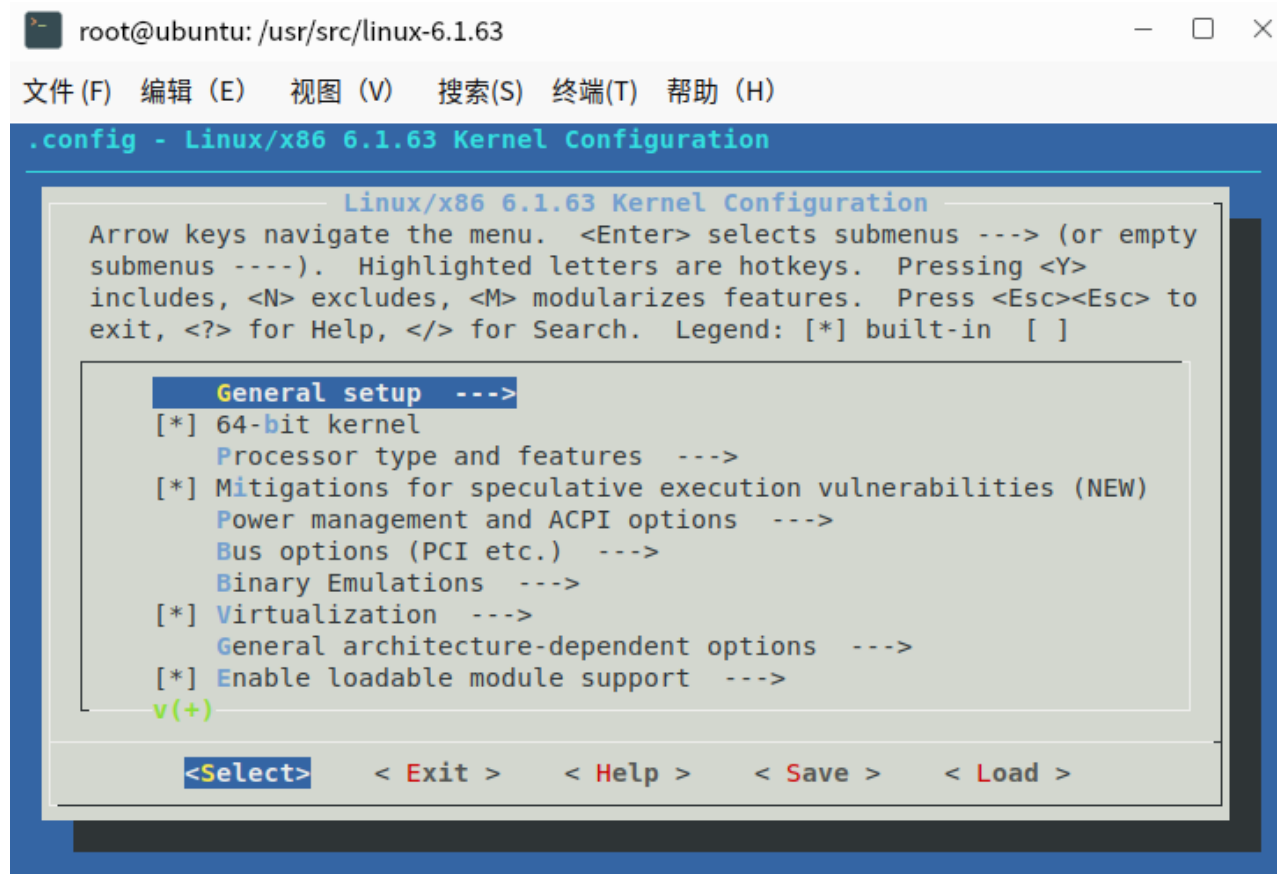 root@ubuntu: /usr/src/linux-6.1.63
文件 (F) 编辑（E） 视图（V） 搜索(S) 终端(T) 帮助（H）
.config - Linux/x86 6.1.63 Kernel Configuration
Linux/x86 6.1.63 Kernel Configuration
Arrow keys navigate the menu.  <Enter> selects submenus ---> (or empty
submenus ----).  Highlighted letters are hotkeys.  Pressing <Y>
includes, <N> excludes, <M> modularizes features.  Press <Esc><Esc> to
exit, <?> for Help, </> for Search.  Legend: [*] built-in  [ ]
General setup  --->
[*] 64-bit kernel
Processor type and features  --->
[*] Mitigations for speculative execution vulnerabilities (NEW)
Power management and ACPI options  --->
Bus options (PCI etc.)  --->
Binary Emulations  --->
[*] Virtualization  --->
General architecture-dependent options  --->
[*] Enable loadable module support  --->
v(+)
<Select>    < Exit >    < Help >    < Save >    < Load >